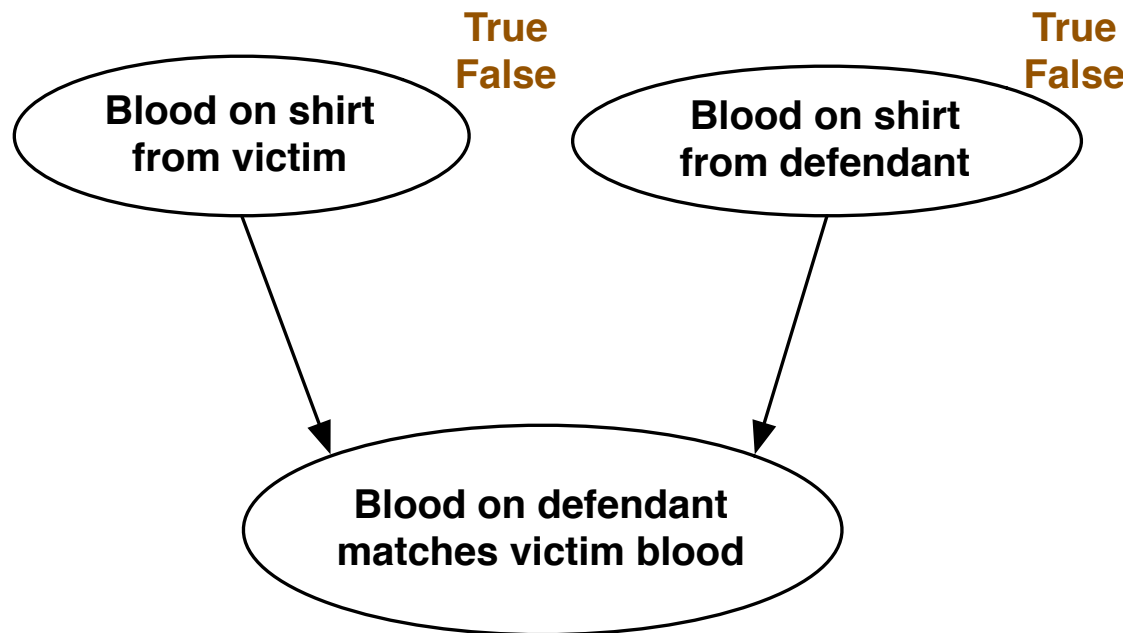 True
False
Blood on shirt
from victim
True
False
Blood on shirt
from defendant
Blood on defendant
matches victim blood